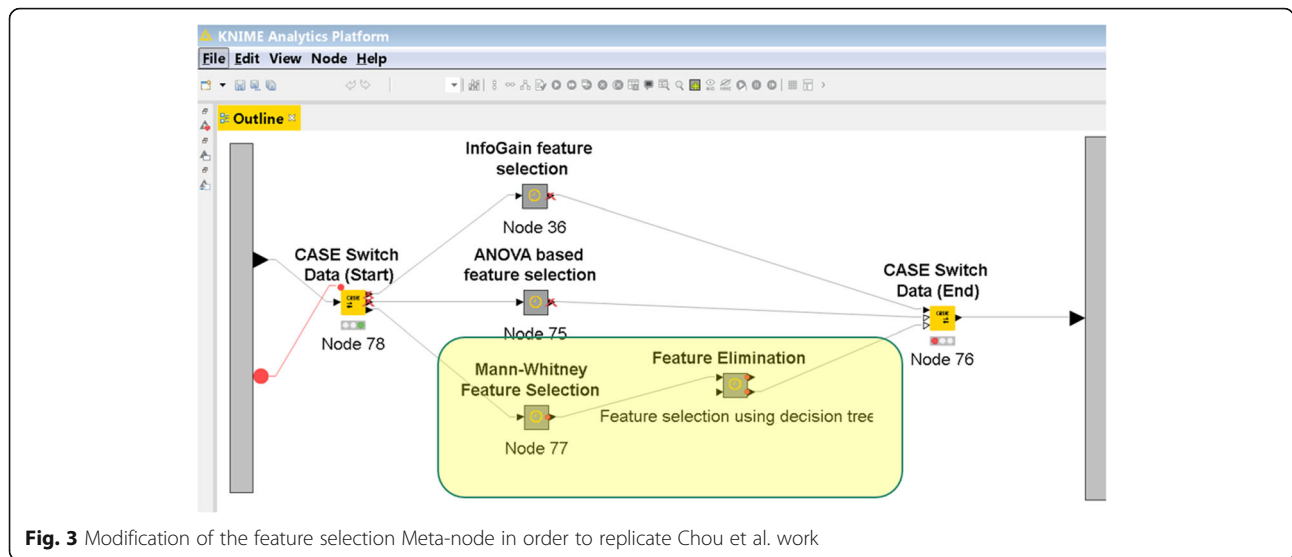 KNIME Analytics Platform
File Edit View Node Help
Outline
InfoGain feature
selection
Node 36
CASE Switch
Data (Start)
CASE
Node 78
ANOVA based
feature selection
Node 75
CASE Switch
Data (End)
CASE
Node 76
Mann-Whitney
Feature Selection
Node 77
Feature Elimination
Feature selection using decision tree
Fig. 3 Modification of the feature selection Meta-node in order to replicate Chou et al. work